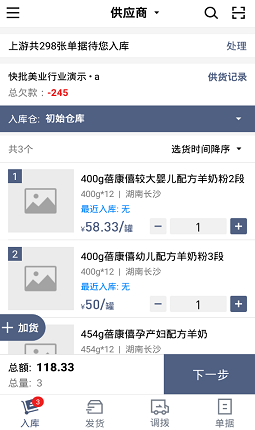 供应商
上游共298张单据待您入库 处理
快批美业行业演示·a 供货记录
总欠款：-245
入库仓：初始仓库
共3个 选货时间降序
1
400g蓓康僖较大婴儿配方羊奶粉2段
400g*12 | 湖南长沙
最近入库: 无
¥58.33/罐 - 1 +
2
400g蓓康僖幼儿配方羊奶粉3段
400g*12 | 湖南长沙
最近入库: 无
¥50/罐 - 1 +
454g蓓康僖孕产妇配方羊奶
454g*12 | 湖南长沙
+ 加货
总额: 118.33
总量: 3
下一步
3
入库 发货 调拨 单据